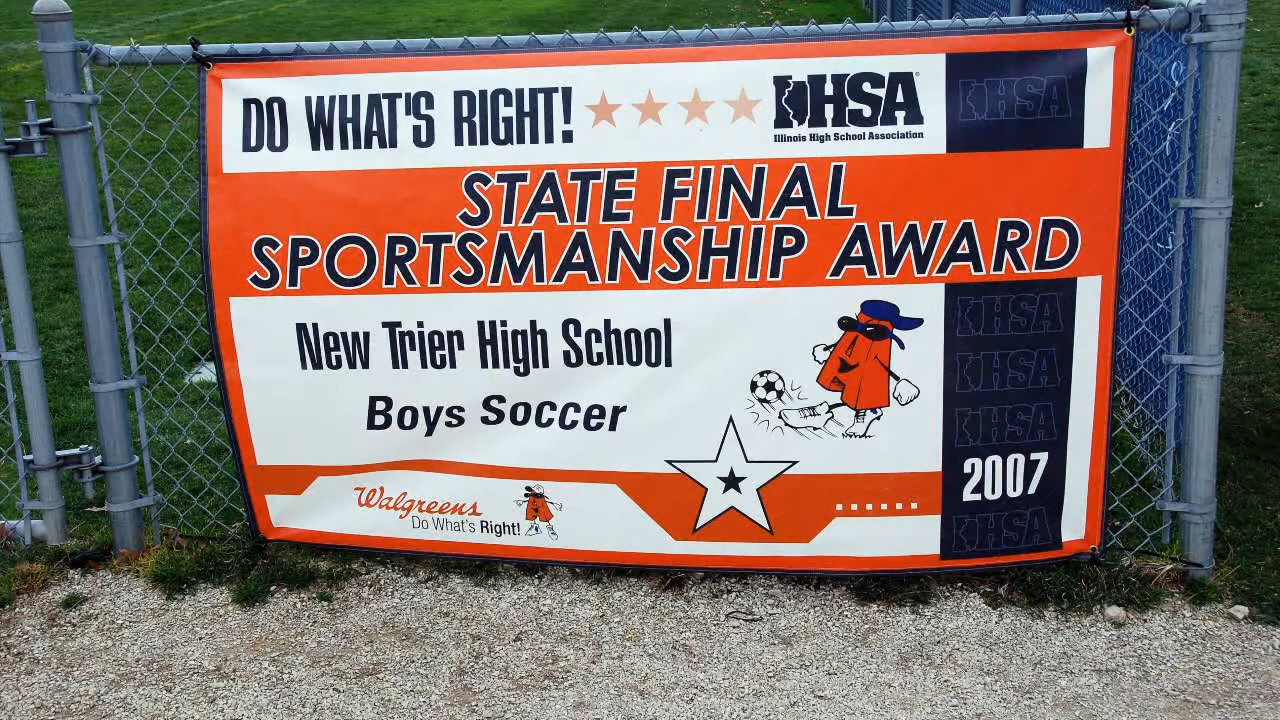 DO WHAT'S RIGHT!
IHSA
Illinois High School Association
IHSA
STATE FINAL
SPORTSMANSHIP AWARD
New Trier High School
Boys Soccer
IHSA
IHSA
IHSA
2007
IHSA
Walgreens
Do What's Right!